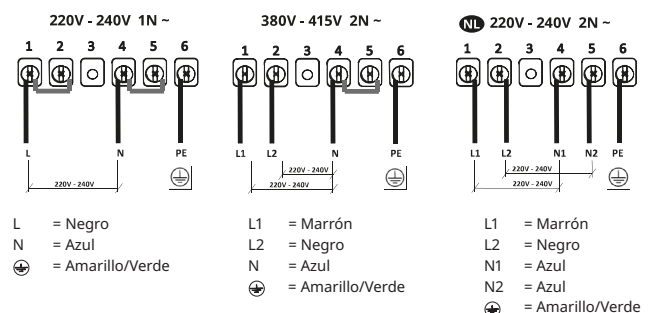 220V - 240V 1N ~
1 2 3 4 5 6
L N PE
220V - 240V
L = Negro
N = Azul
= Amarillo/Verde
380V - 415V 2N ~
1 2 3 4 5 6
L1 L2 N PE
220V - 240V
220V - 240V
L1 = Marrón
L2 = Negro
N = Azul
= Amarillo/Verde
NL 220V - 240V 2N ~
1 2 3 4 5 6
L1 L2 N1 N2 PE
220V - 240V
220V - 240V
L1 = Marrón
L2 = Negro
N1 = Azul
N2 = Azul
= Amarillo/Verde